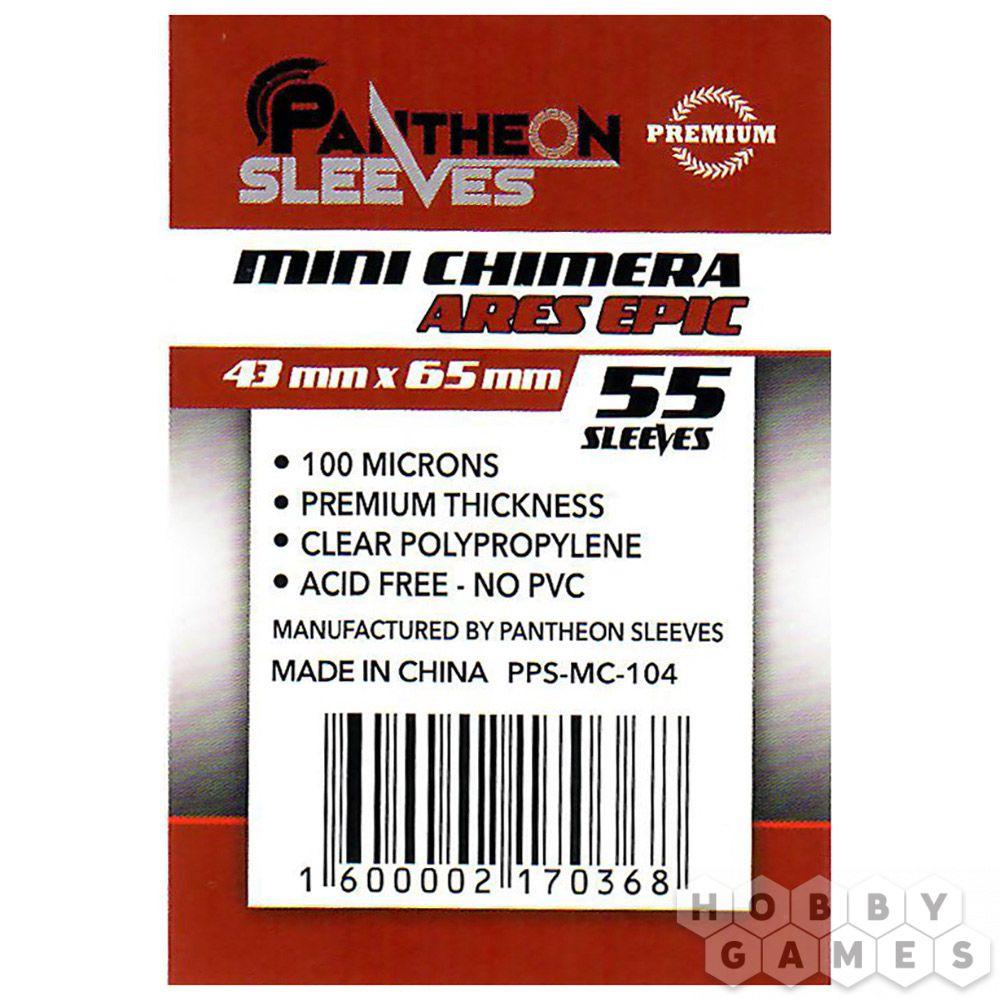 PANTHEON
SLEEVES
PREMIUM
MINI CHIMERA
ARES EPIC
43 mm x 65 mm
55
SLEEVES
• 100 MICRONS
• PREMIUM THICKNESS
• CLEAR POLYPROPYLENE
• ACID FREE - NO PVC
MANUFACTURED BY PANTHEON SLEEVES
MADE IN CHINA PPS-MC-104
1 600002 170368
HOBBY
GAMES